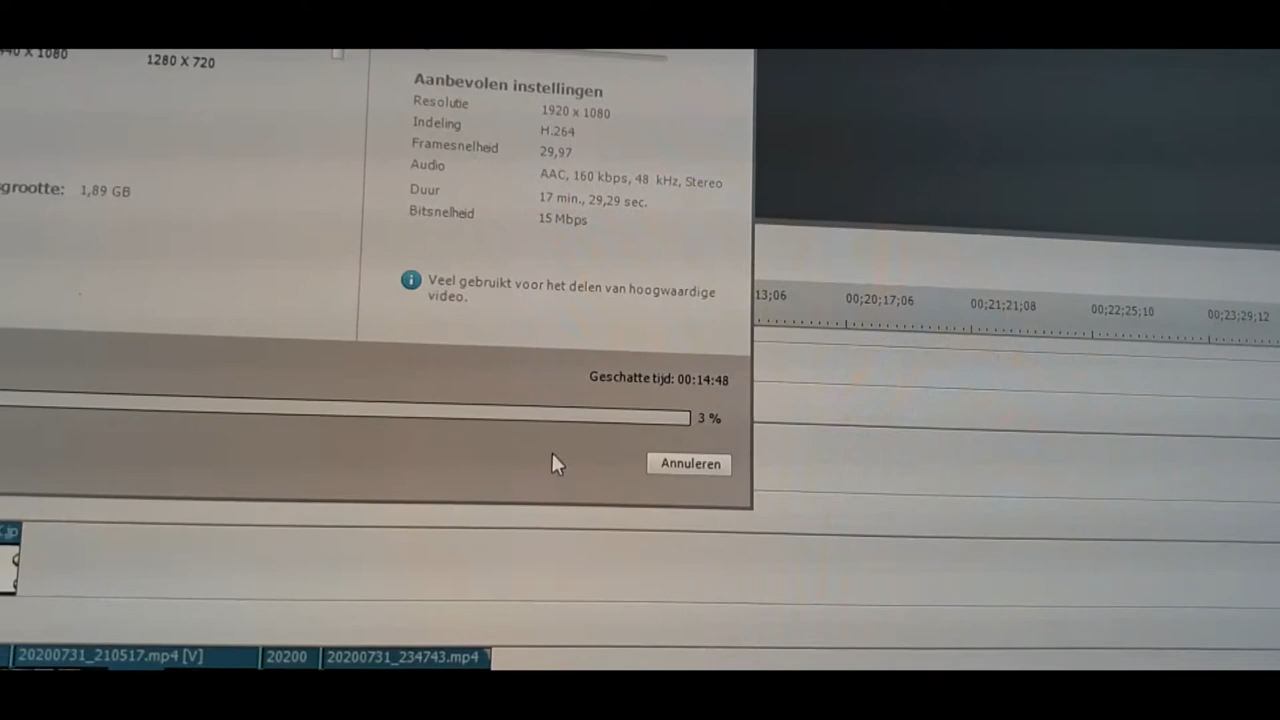 1080
1280 X 720
Aanbevolen instellingen
Resolutie 1920 x 1080
Indeling H.264
Framesnelheid 29,97
Audio AAC, 160 kbps, 48 kHz, Stereo
Duur 17 min., 29,29 sec.
Bitsnelheid 15 Mbps
grootte: 1,89 GB
Veel gebruikt voor het delen van hoogwaardige
video.
13;06 00;20;17;06 00;21;21;08 00;22;25;10 00;23;29;12
Geschatte tijd: 00:14:48
3 %
Annuleren
20200731_210517.mp4 [V] 20200 20200731_234743.mp4